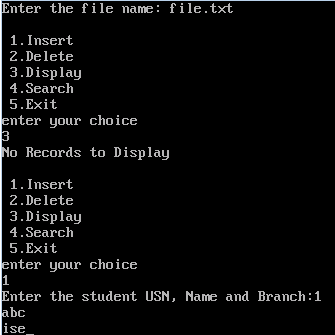 Enter the file name: file.txt
1.Insert
2.Delete
3.Display
4.Search
5.Exit
enter your choice
3
No Records to Display
1.Insert
2.Delete
3.Display
4.Search
5.Exit
enter your choice
1
Enter the student USN, Name and Branch:1
abc
ise_